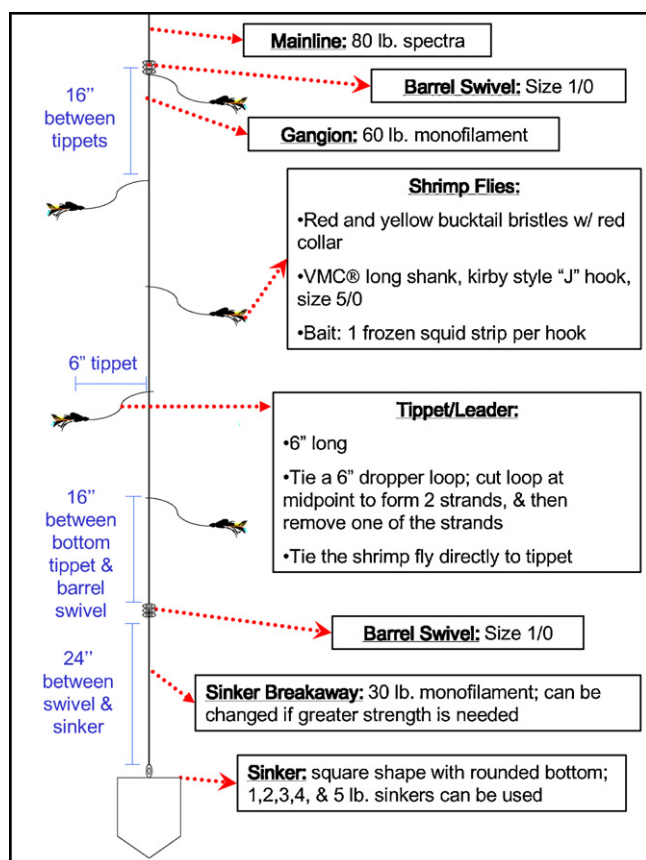 Mainline: 80 lb. spectra
Barrel Swivel: Size 1/0
16’’
between
tippets
Gangion: 60 lb. monofilament
Shrimp Flies:
•Red and yellow bucktail bristles w/ red
collar
•VMC® long shank, kirby style “J” hook,
size 5/0
•Bait: 1 frozen squid strip per hook
6” tippet
Tippet/Leader:
•6” long
•Tie a 6” dropper loop; cut loop at
midpoint to form 2 strands, & then
remove one of the strands
•Tie the shrimp fly directly to tippet
16’’
between
bottom
tippet &
barrel
swivel
Barrel Swivel: Size 1/0
24’’
between
swivel &
sinker
Sinker Breakaway: 30 lb. monofilament; can be
changed if greater strength is needed
Sinker: square shape with rounded bottom;
1,2,3,4, & 5 lb. sinkers can be used